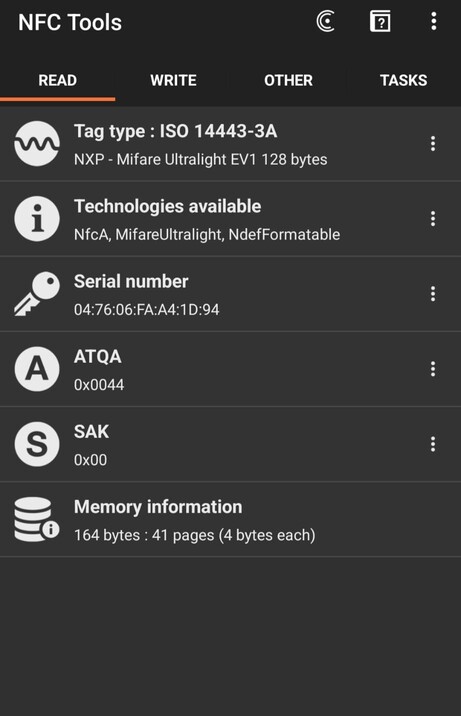 NFC Tools
READ WRITE OTHER TASKS
Tag type : ISO 14443-3A
NXP - Mifare Ultralight EV1 128 bytes
Technologies available
NfcA, MifareUltralight, NdefFormatable
Serial number
04:76:06:FA:A4:1D:94
A
ATQA
0x0044
S
SAK
0x00
Memory information
164 bytes : 41 pages (4 bytes each)